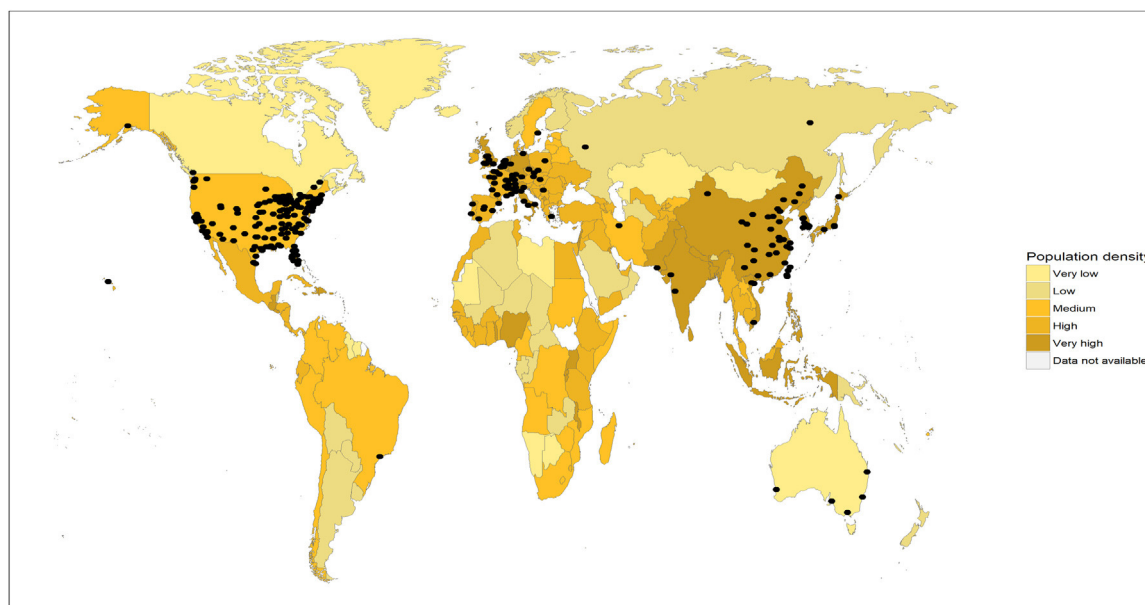 Population density
Very low
Low
Medium
High
Very high
Data not available